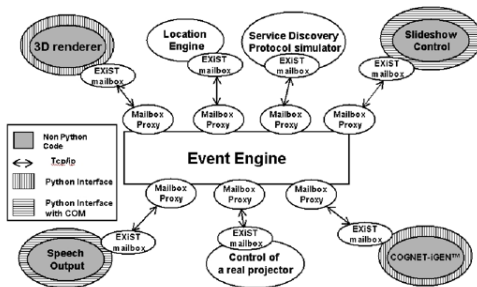 3D renderer
EXiST
mailbox
Location
Engine
EXiST
mailbox
Service Discovery
Protocol simulator
EXiST
mailbox
Slideshow
Control
EXiST
mailbox
Mailbox
Proxy
Mailbox
Proxy
Mailbox
Proxy
Mailbox
Proxy
Event Engine
Non Python
Code
Tcp/ip
Python Interface
Python Interface
with COM
Mailbox
Proxy
Mailbox
Proxy
Mailbox
Proxy
EXiST
mailbox
Speech
Output
EXiST
mailbox
Control of
a real projector
EXiST
mailbox
COGNET-iGEN™